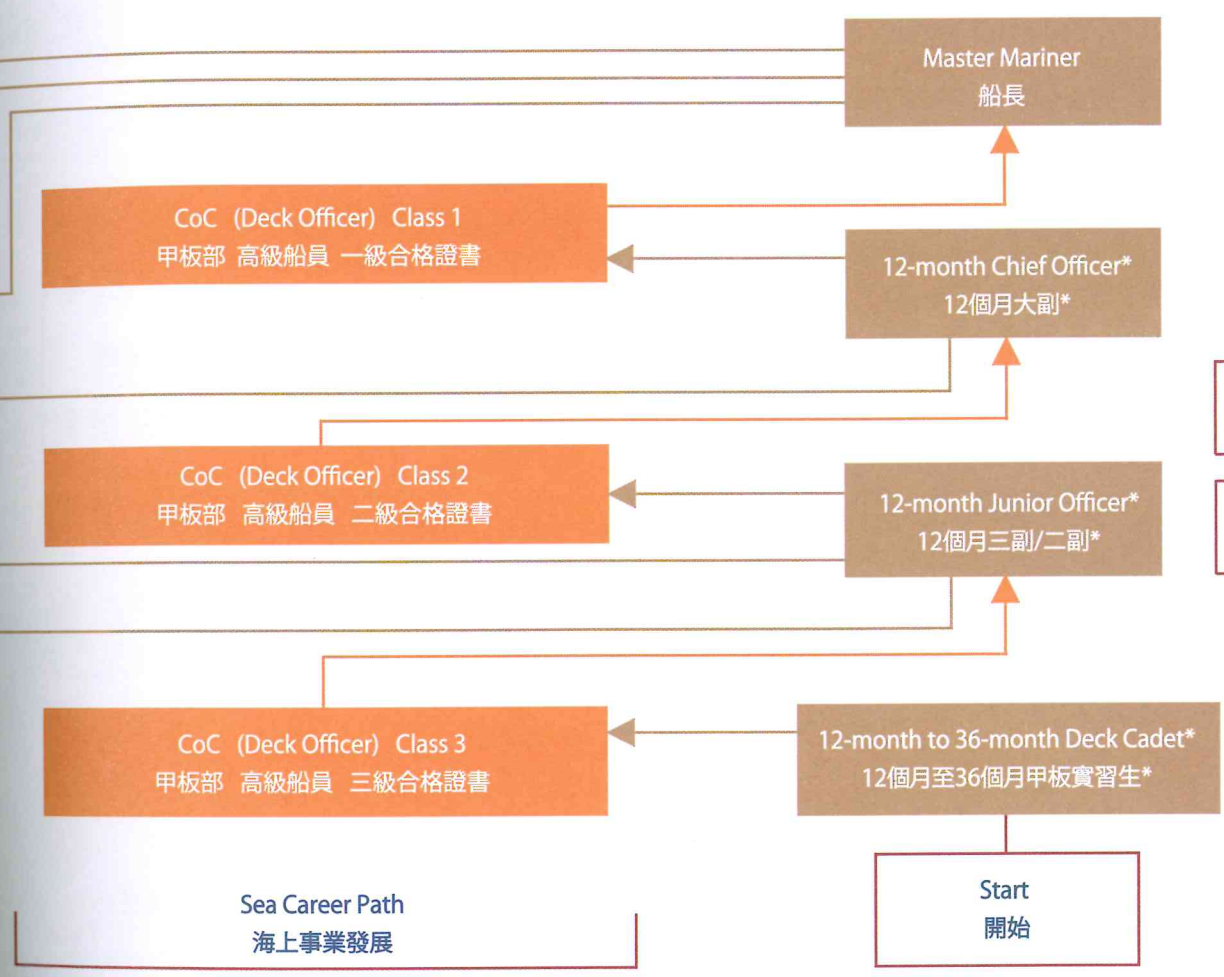 Master Mariner
船長
CoC (Deck Officer) Class 1
甲板部 高級船員 一級合格證書
12-month Chief Officer*
12個月大副*
CoC (Deck Officer) Class 2
甲板部 高級船員 二級合格證書
12-month Junior Officer*
12個月三副/二副*
CoC (Deck Officer) Class 3
甲板部 高級船員 三級合格證書
12-month to 36-month Deck Cadet*
12個月至36個月甲板實習生*
Sea Career Path
海上事業發展
Start
開始